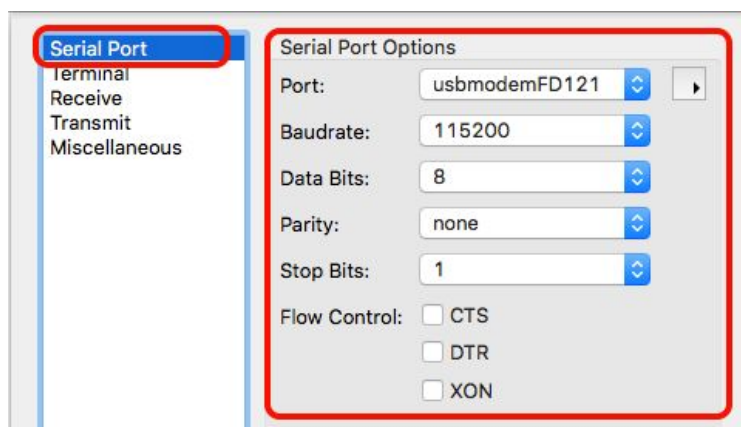 Serial Port
Terminal
Receive
Transmit
Miscellaneous
Serial Port Options
Port: usbmodemFD121
Baudrate: 115200
Data Bits: 8
Parity: none
Stop Bits: 1
Flow Control: CTS
DTR
XON